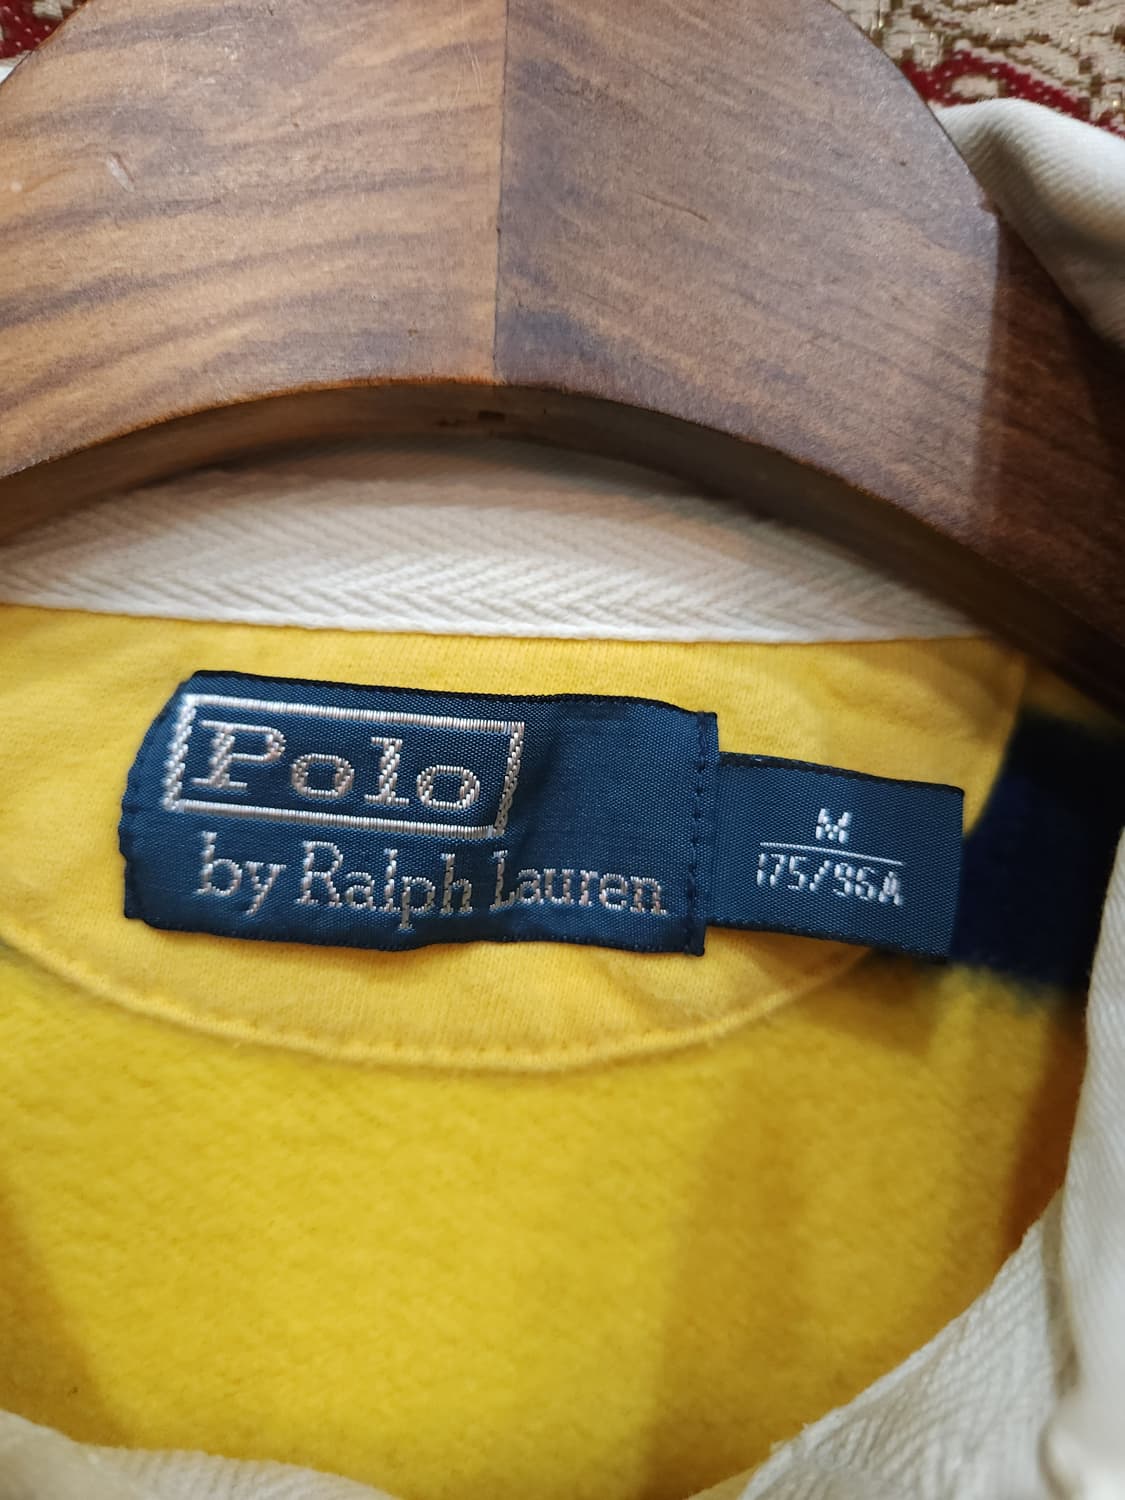 Polo
by Ralph Lauren
M
175/96A